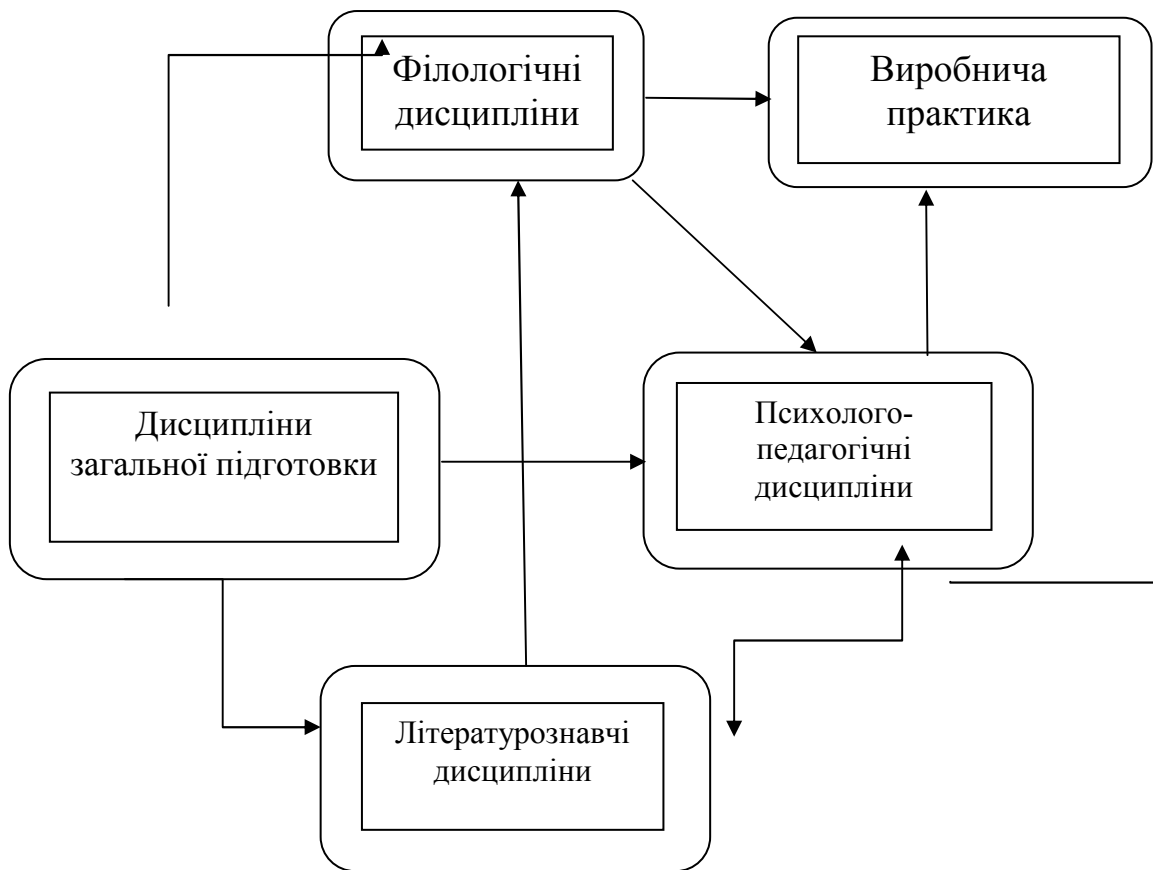 Філологічні
дисципліни
Виробнича
практика
Дисципліни
загальної підготовки
Психолого-
педагогічні
дисципліни
Літературознавчі
дисципліни